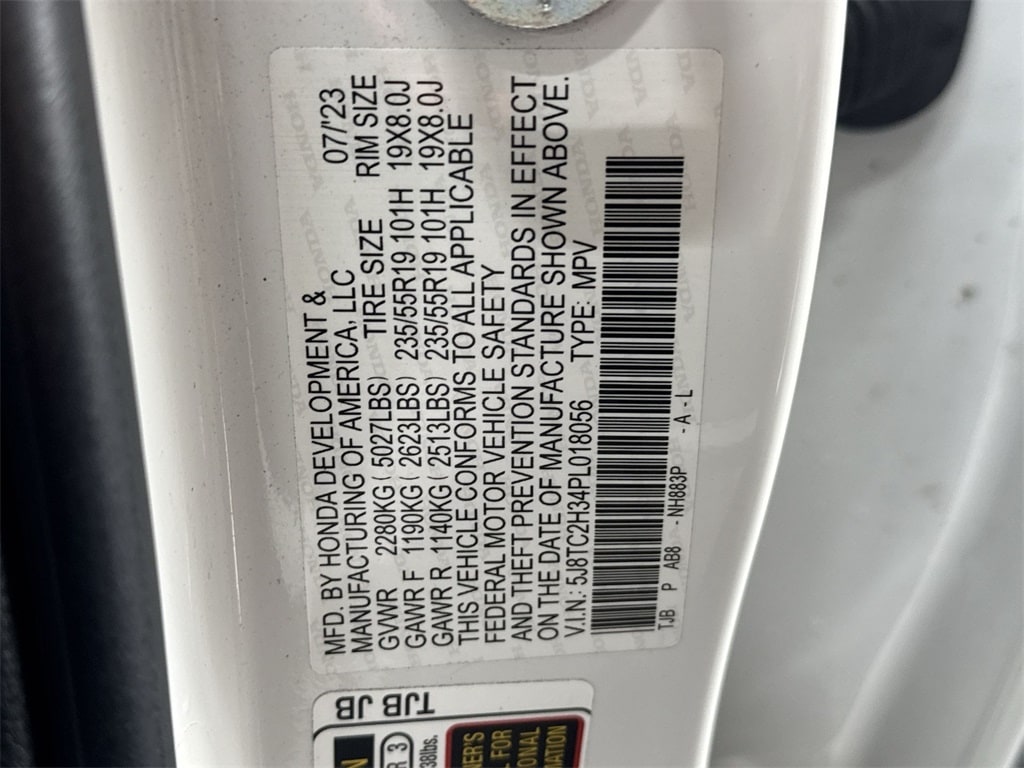 MFD. BY HONDA DEVELOPMENT &
MANUFACTURING OF AMERICA, LLC 07/'23
GVWR 2280KG ( 5027LBS) TIRE SIZE RIM SIZE
GAWR F 1190KG ( 2623LBS) 235/55R19 101H 19X8.0J
GAWR R 1140KG ( 2513LBS) 235/55R19 101H 19X8.0J
THIS VEHICLE CONFORMS TO ALL APPLICABLE
FEDERAL MOTOR VEHICLE SAFETY
AND THEFT PREVENTION STANDARDS IN EFFECT
ON THE DATE OF MANUFACTURE SHOWN ABOVE.
V.I.N.: 5J8TC2H34PL018056 TYPE: MPV
TJB P AB8 - NH883P - A - L
TJB JB
R 3
38lbs.
FOR